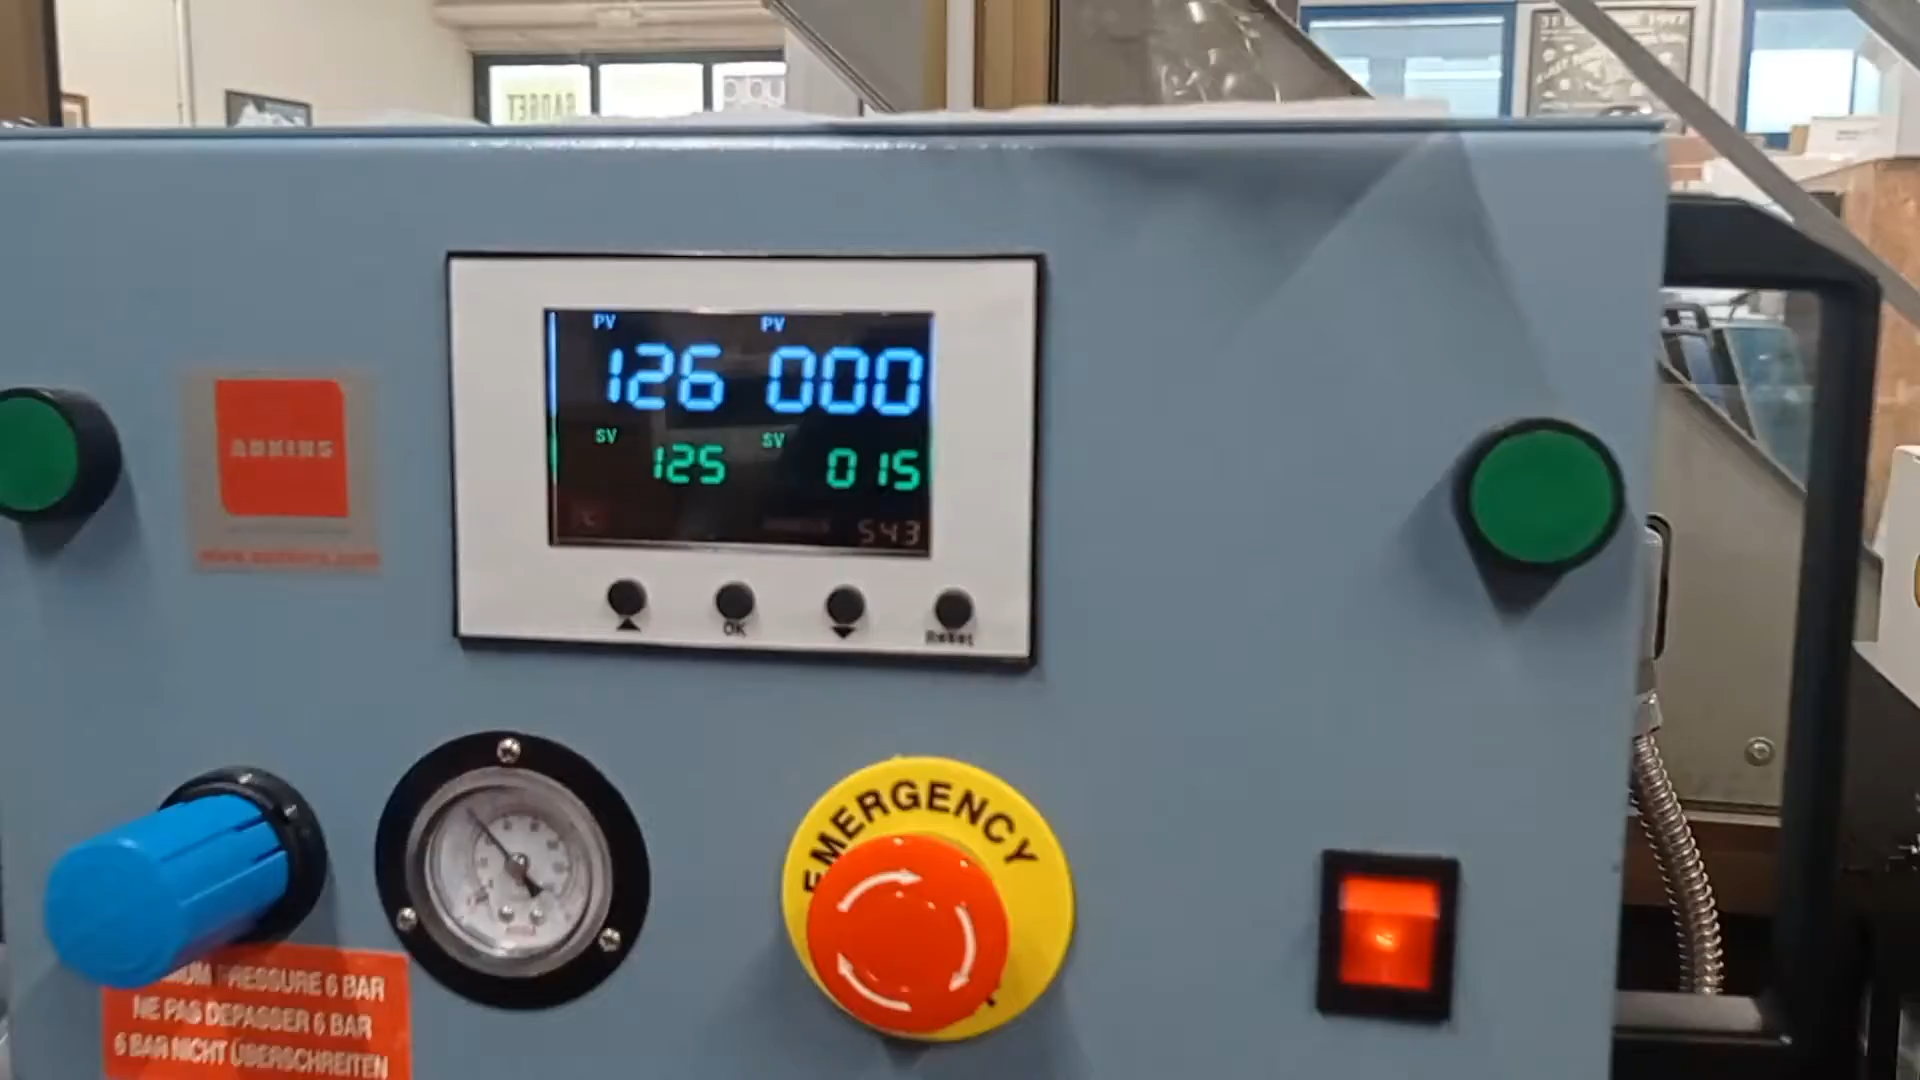 GADGET
PV PV
126 000
SV SV
125 015
°C
543
ADKINS
OK
Reset
EMERGENCY
PRESSURE 6 BAR
NE PAS DEPASSER 6 BAR
6 BAR NICHT ÜBERSCHREITEN